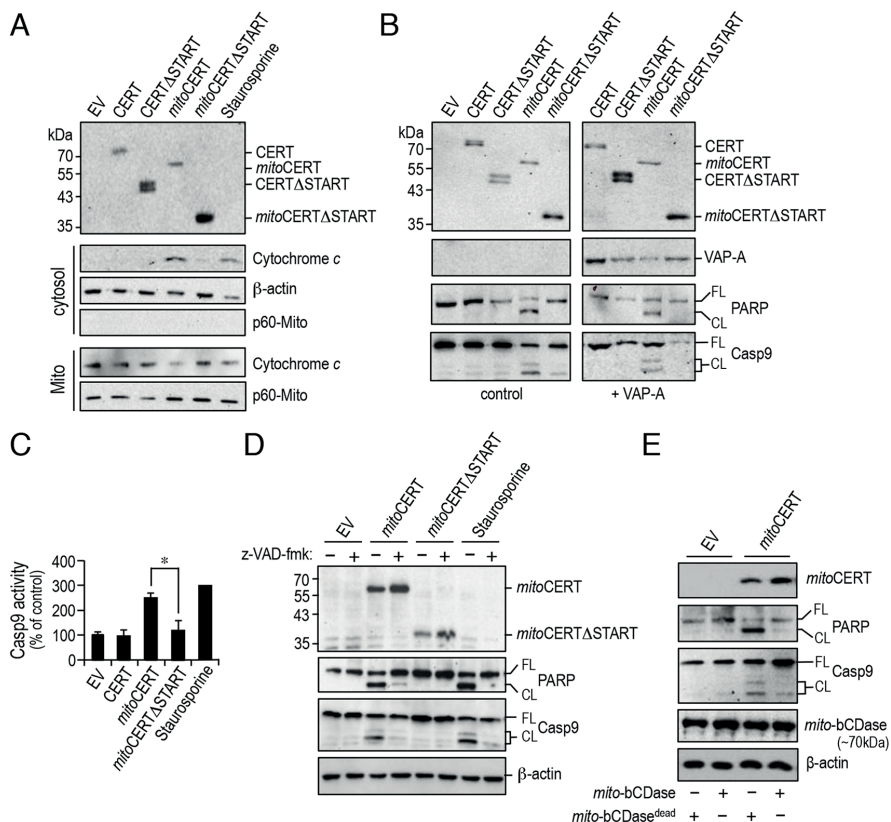 A
EV
CERT
CERTΔSTART
mitoCERT
mitoCERTΔSTART
Staurosporine
kDa
70
55
43
35
CERT
mitoCERT
CERTΔSTART
mitoCERTΔSTART
cytosol
Cytochrome c
β-actin
p60-Mito
Mito
Cytochrome c
p60-Mito
B
EV
CERT
CERTΔSTART
mitoCERT
mitoCERTΔSTART
CERT
CERTΔSTART
mitoCERT
mitoCERTΔSTART
kDa
70
55
43
35
CERT
mitoCERT
CERTΔSTART
mitoCERTΔSTART
VAP-A
FL
PARP
CL
FL
Casp9
CL
control
+ VAP-A
C
Casp9 activity
(% of control)
400
300
200
100
0
*
EV
CERT
mitoCERT
mitoCERTΔSTART
Staurosporine
D
EV
mitoCERT
mitoCERTΔSTART
Staurosporine
z-VAD-fmk: − + − + − + − +
70
55
43
35
mitoCERT
mitoCERTΔSTART
FL
PARP
CL
FL
Casp9
CL
β-actin
E
EV
mitoCERT
mitoCERT
FL
PARP
CL
FL
Casp9
CL
mito-bCDase
(~70kDa)
β-actin
mito-bCDase − + − +
mito-bCDasedead + − + −